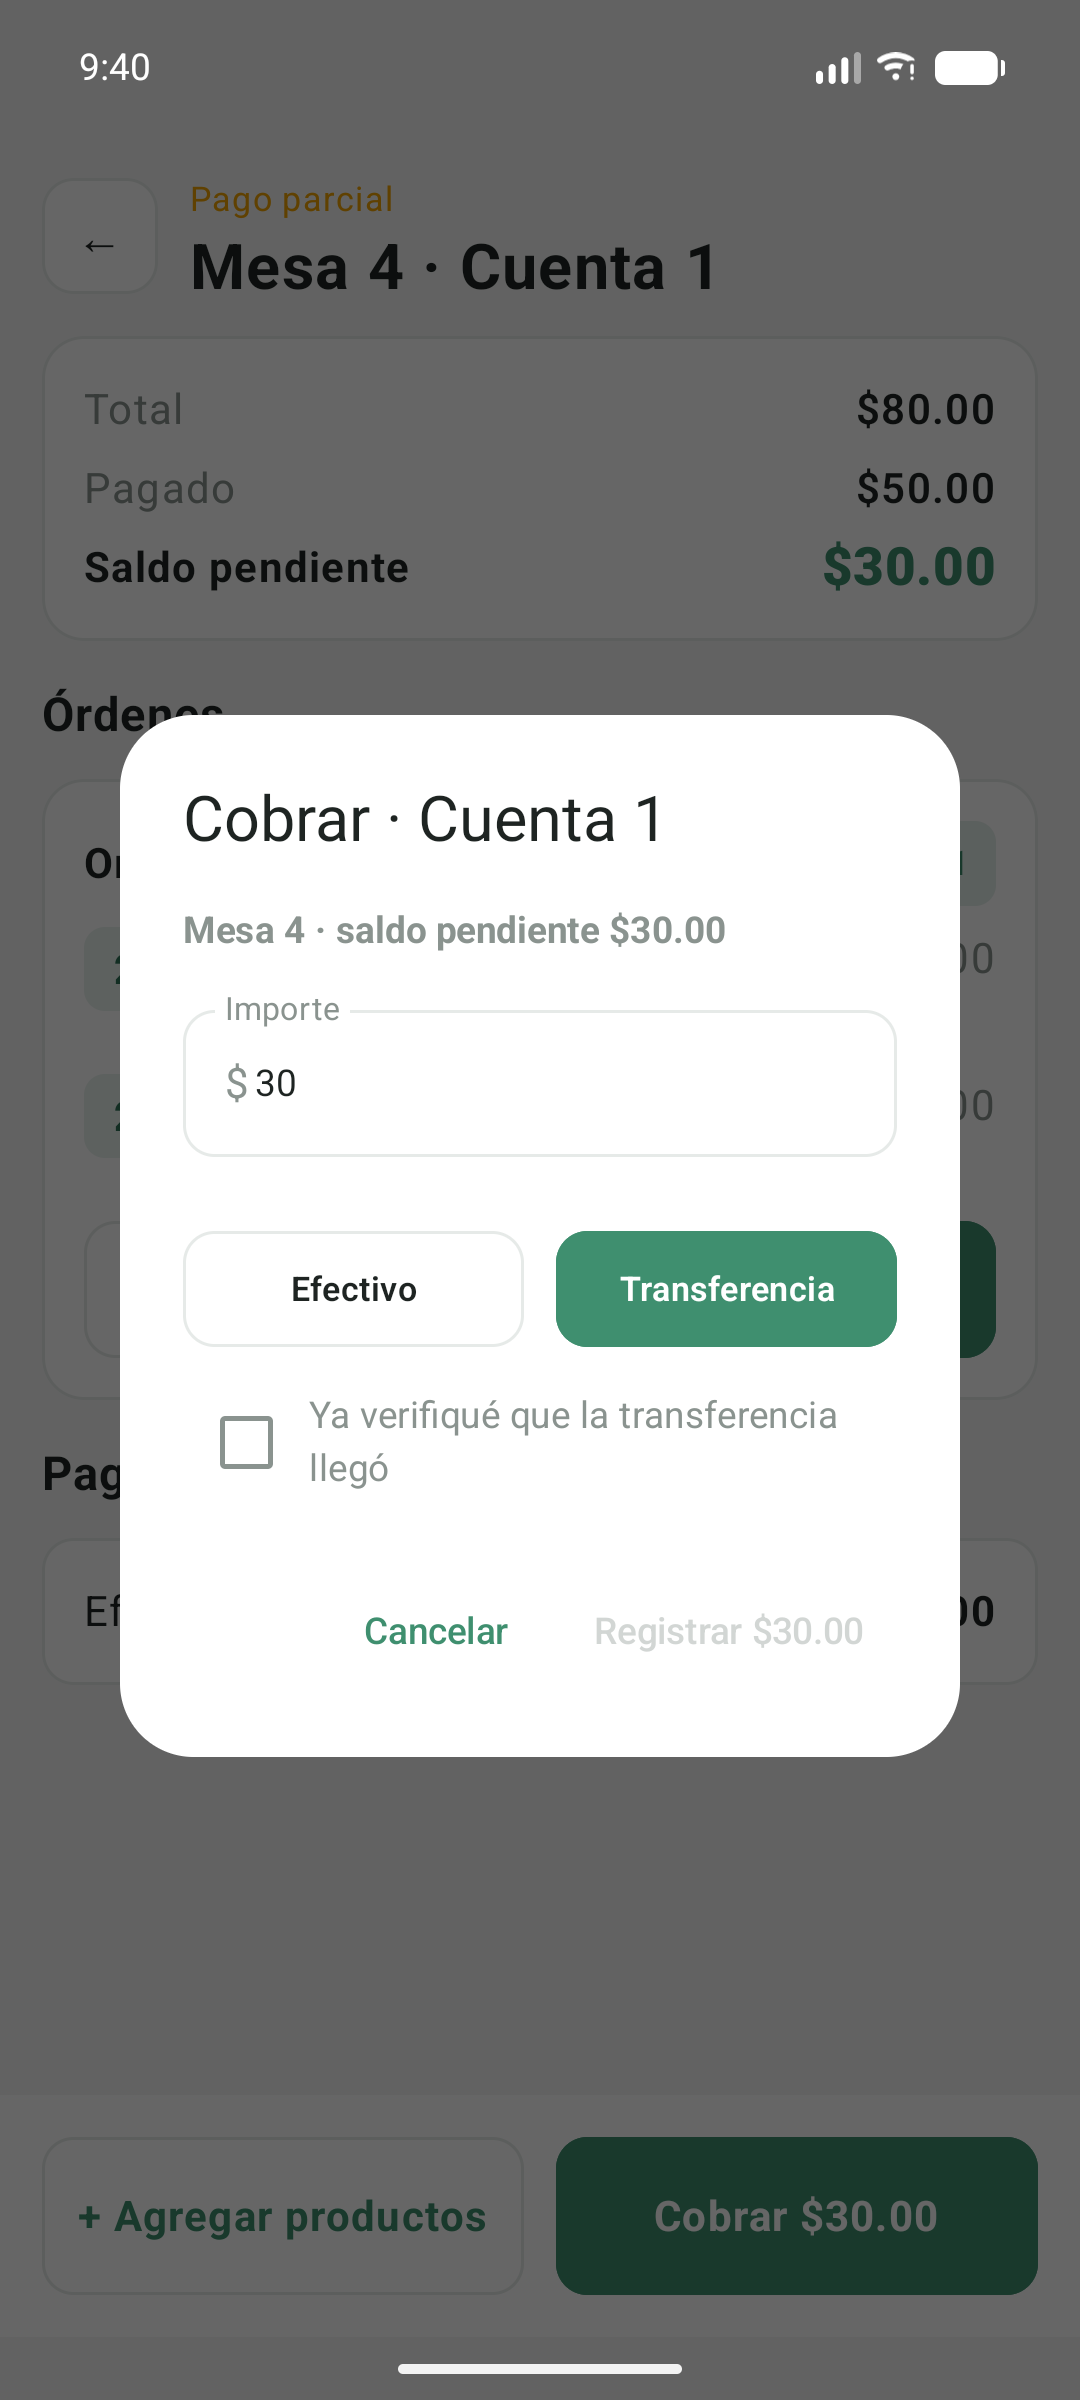 9:40
←
Pago parcial
Mesa 4 · Cuenta 1
Total $80.00
Pagado $50.00
Saldo pendiente $30.00
Órdenes
Cobrar · Cuenta 1
Mesa 4 · saldo pendiente $30.00
Importe
$ 30
Efectivo Transferencia
Ya verifiqué que la transferencia
llegó
Cancelar Registrar $30.00
+ Agregar productos Cobrar $30.00